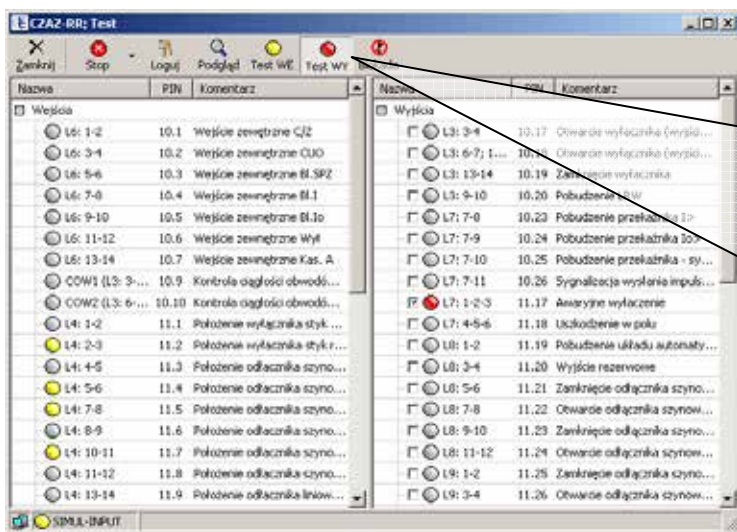 CZAZ-RR; Test
Zamknij Stop Loguj Podgląd Test WE Test WY
Nazwa PIN Komentarz
Wejścia
L6: 1-2 10.1 Wejście zewnętrzne C/Z
L6: 3-4 10.2 Wejście zewnętrzne CUO
L6: 5-6 10.3 Wejście zewnętrzne Bl.SPZ
L6: 7-8 10.4 Wejście zewnętrzne Bl.I
L6: 9-10 10.5 Wejście zewnętrzne Bl.Io
L6: 11-12 10.6 Wejście zewnętrzne Wył
L6: 13-14 10.7 Wejście zewnętrzne Kas. A
COW1 (L3: 3-... 10.9 Kontrola ciągłości obwodó...
COW2 (L3: 6-... 10.10 Kontrola ciągłości obwodó...
L4: 1-2 11.1 Położenie wyłącznika styk ...
L4: 2-3 11.2 Położenie wyłącznika styk r...
L4: 4-5 11.3 Położenie odłącznika szyno...
L4: 5-6 11.4 Położenie odłącznika szyno...
L4: 7-8 11.5 Położenie odłącznika szyno...
L4: 8-9 11.6 Położenie odłącznika szyno...
L4: 10-11 11.7 Położenie odłącznika szyno...
L4: 11-12 11.8 Położenie odłącznika szyno...
L4: 13-14 11.9 Położenie odłącznika liniow...
Nazwa PIN Komentarz
Wyjścia
L3: 3-4 10.17 Otwarcie wyłącznika (wyjści...
L3: 6-7; 1... 10.18 Otwarcie wyłącznika (wyjści...
L3: 13-14 10.19 Zamknięcie wyłącznika
L3: 9-10 10.20 Pobudzenie LRW
L7: 7-8 10.23 Pobudzenie przekaźnika I>
L7: 7-9 10.24 Pobudzenie przekaźnika Io>
L7: 7-10 10.25 Pobudzenie przekaźnika - sy...
L7: 7-11 10.26 Sygnalizacja wysłania impuls...
L7: 1-2-3 11.17 Awaryjne wyłączenie
L7: 4-5-6 11.18 Uszkodzenie w polu
L8: 1-2 11.19 Pobudzenie układu automaty...
L8: 3-4 11.20 Wyjście rezerwowe
L8: 5-6 11.21 Zamknięcie odłącznika szyno...
L8: 7-8 11.22 Otwarcie odłącznika szynow...
L8: 9-10 11.23 Zamknięcie odłącznika szyno...
L8: 11-12 11.24 Otwarcie odłącznika szynow...
L9: 1-2 11.25 Zamknięcie odłącznika szyno...
L9: 3-4 11.26 Otwarcie odłącznika szynow...
SIMUL-INPUT